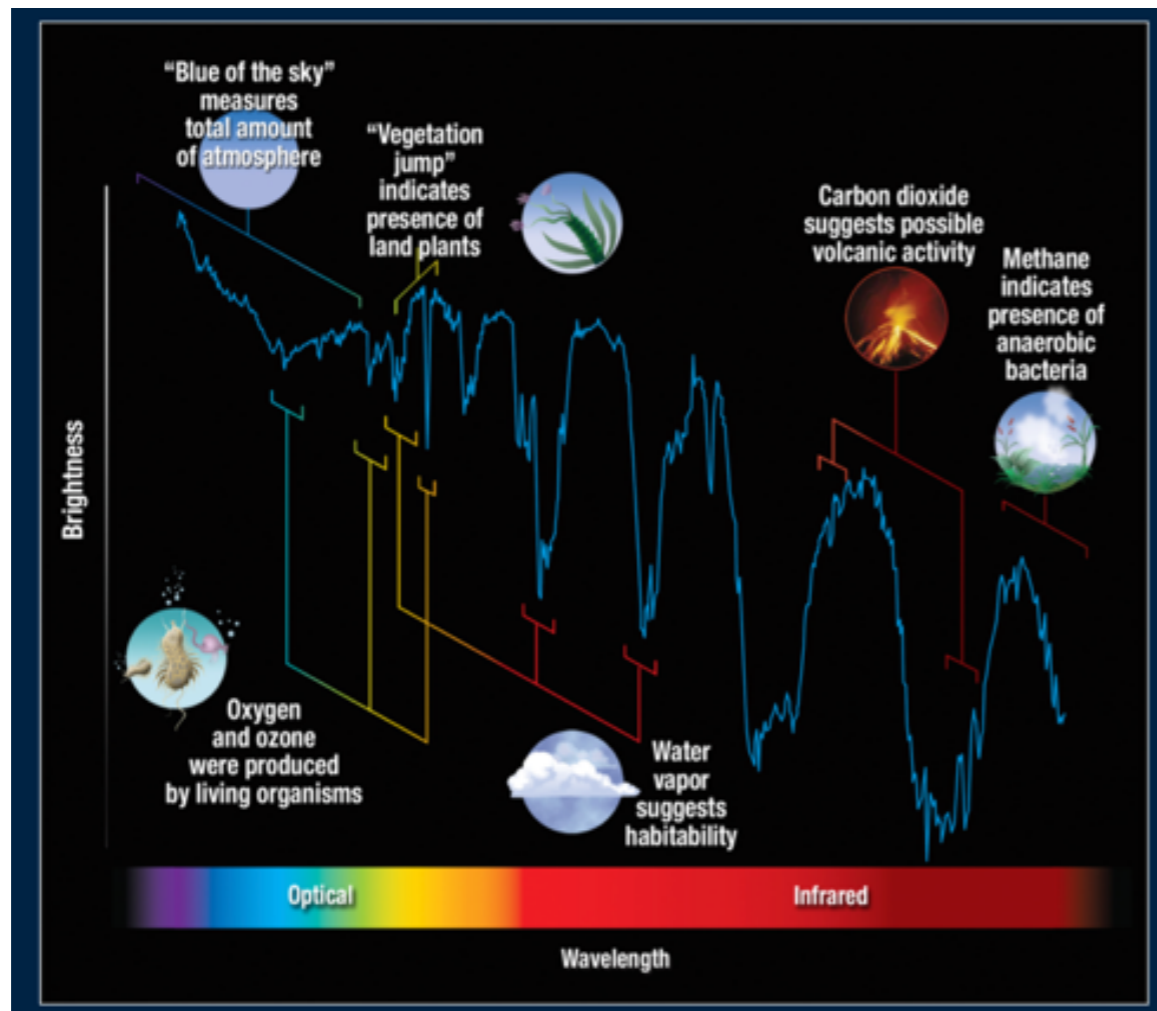 “Blue of the sky”
measures
total amount
of atmosphere
“Vegetation
jump”
indicates
presence of
land plants
Carbon dioxide
suggests possible
volcanic activity
Methane
indicates
presence of
anaerobic
bacteria
Brightness
Oxygen
and ozone
were produced
by living organisms
Water
vapor
suggests
habitability
Optical
Infrared
Wavelength